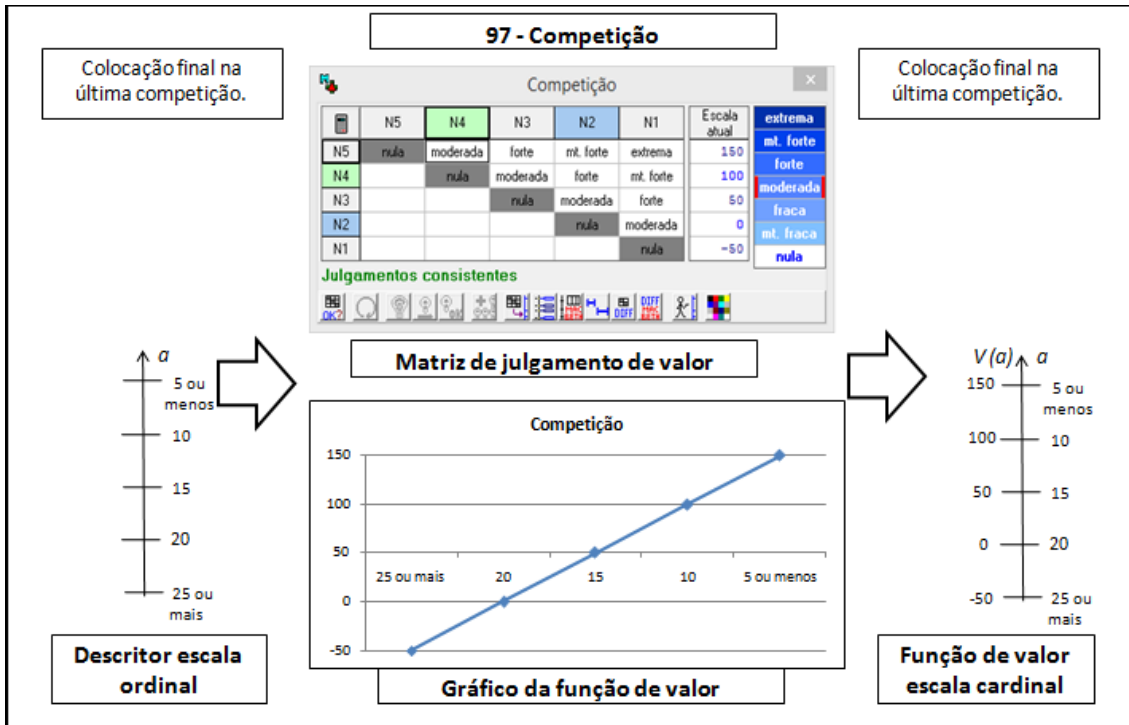 97 - Competição
Colocação final na
última competição.
Competição
N5 N4 N3 N2 N1 Escala
atual
N5 nula moderada forte mt. forte extrema 150
N4 nula moderada forte mt. forte 100
N3 nula moderada forte 50
N2 nula moderada 0
N1 nula -50
extrema
mt. forte
forte
moderada
fraca
mt. fraca
nula
Julgamentos consistentes
OK?
OK
DIFF
DIFF
Colocação final na
última competição.
Matriz de julgamento de valor
a
5 ou
menos
10
15
20
25 ou
mais
Descritor escala
ordinal
Competição
150
100
50
0
-50
25 ou mais 20 15 10 5 ou menos
Gráfico da função de valor
V(a) a
150 5 ou
menos
100 10
50 15
0 20
-50 25 ou
mais
Função de valor
escala cardinal